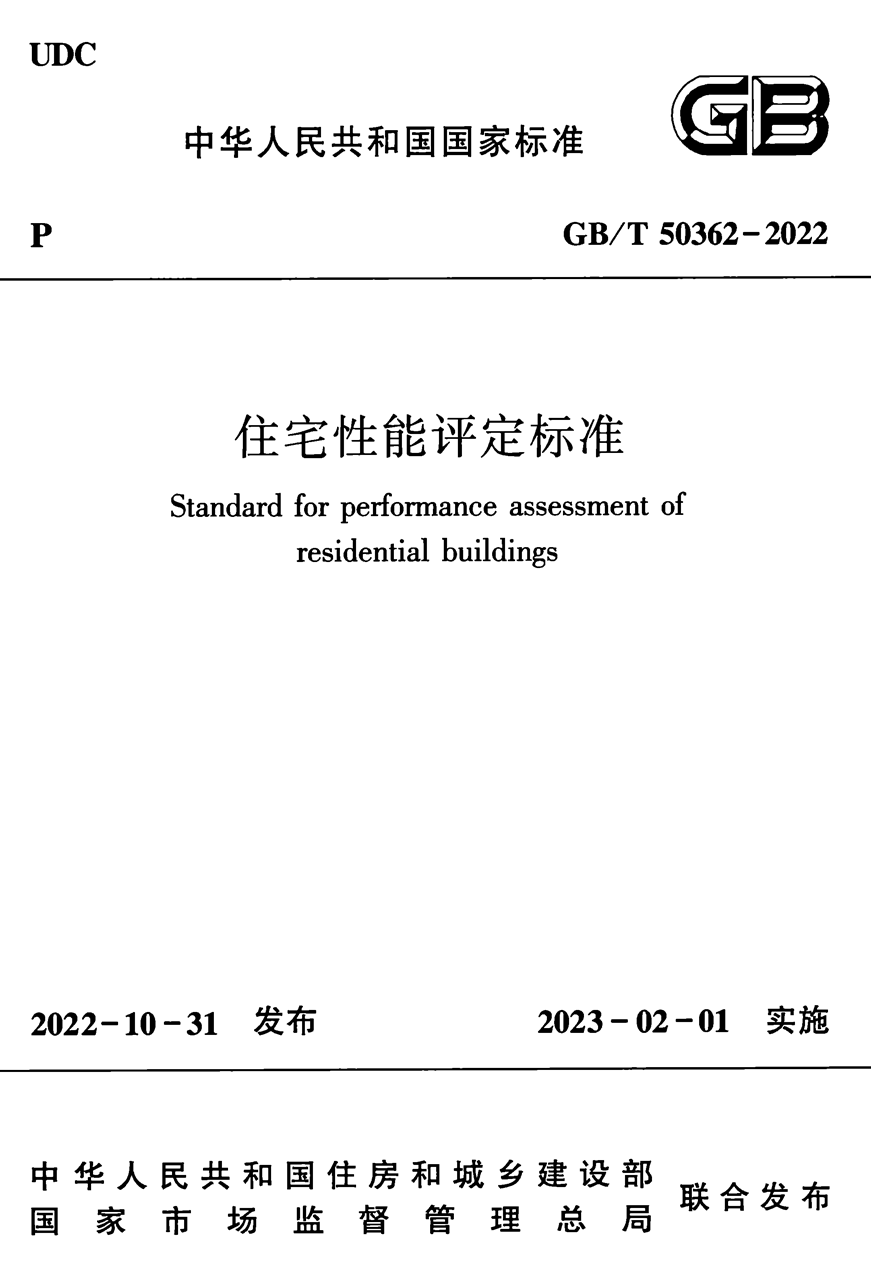 UDC
GB
中华人民共和国国家标准
P
GB/T 50362-2022
住宅性能评定标准
Standard for performance assessment of
residential buildings
2022-10-31 发布
2023-02-01 实施
中华人民共和国住房和城乡建设部
国家市场监督管理总局
联合发布